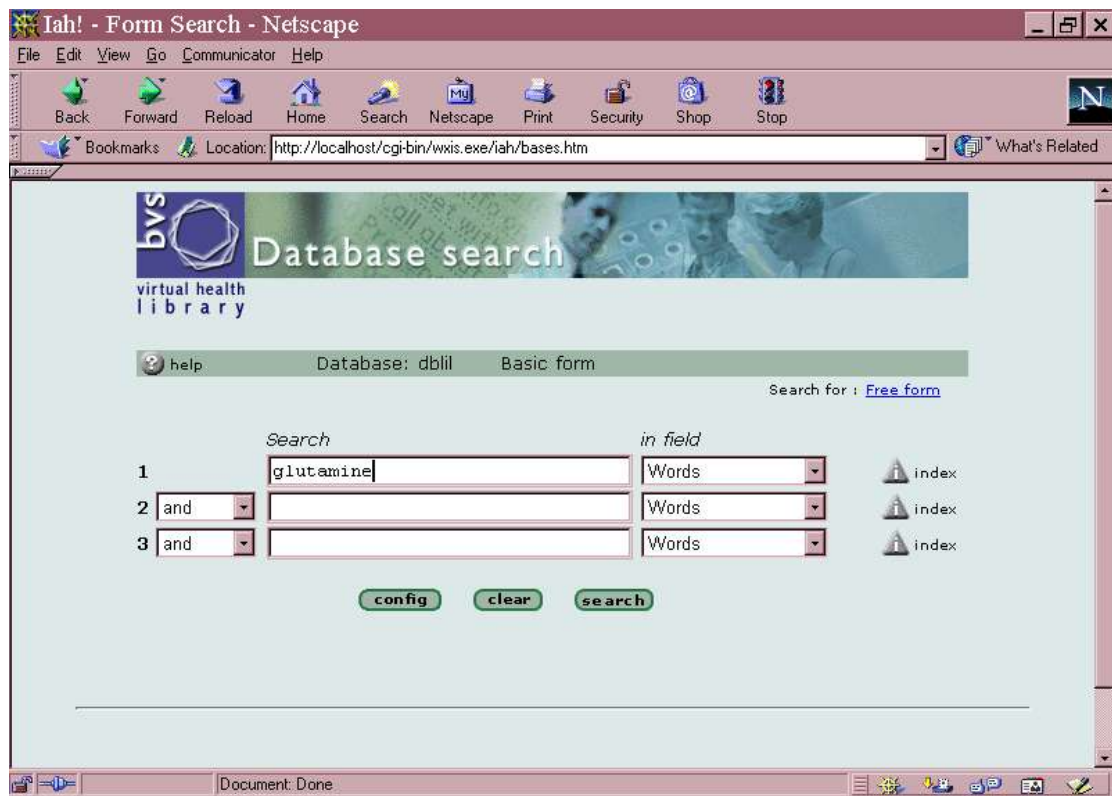 Iah! - Form Search - Netscape
File Edit View Go Communicator Help
Back Forward Reload Home Search Netscape Print Security Shop Stop
My
N
Bookmarks Location: http://localhost/cgi-bin/wxis.exe/iah/bases.htm What's Related
bvs
Database search
virtual health
library
help Database: dblil Basic form
Search for : Free form
Search in field
1 glutamine Words index
2 and Words index
3 and Words index
config clear search
Document: Done